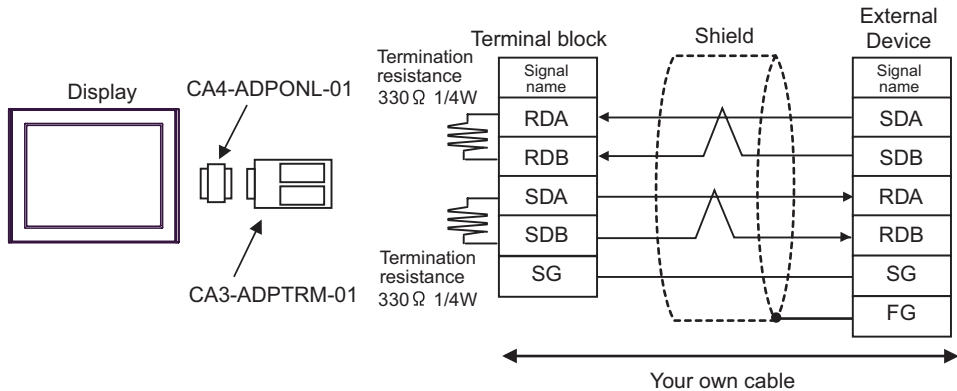 Display
CA4-ADPONL-01
CA3-ADPTRM-01
Termination
resistance
330Ω 1/4W
Terminal block
Signal
name
RDA
RDB
SDA
SDB
SG
Termination
resistance
330Ω 1/4W
Shield
External
Device
Signal
name
SDA
SDB
RDA
RDB
SG
FG
Your own cable